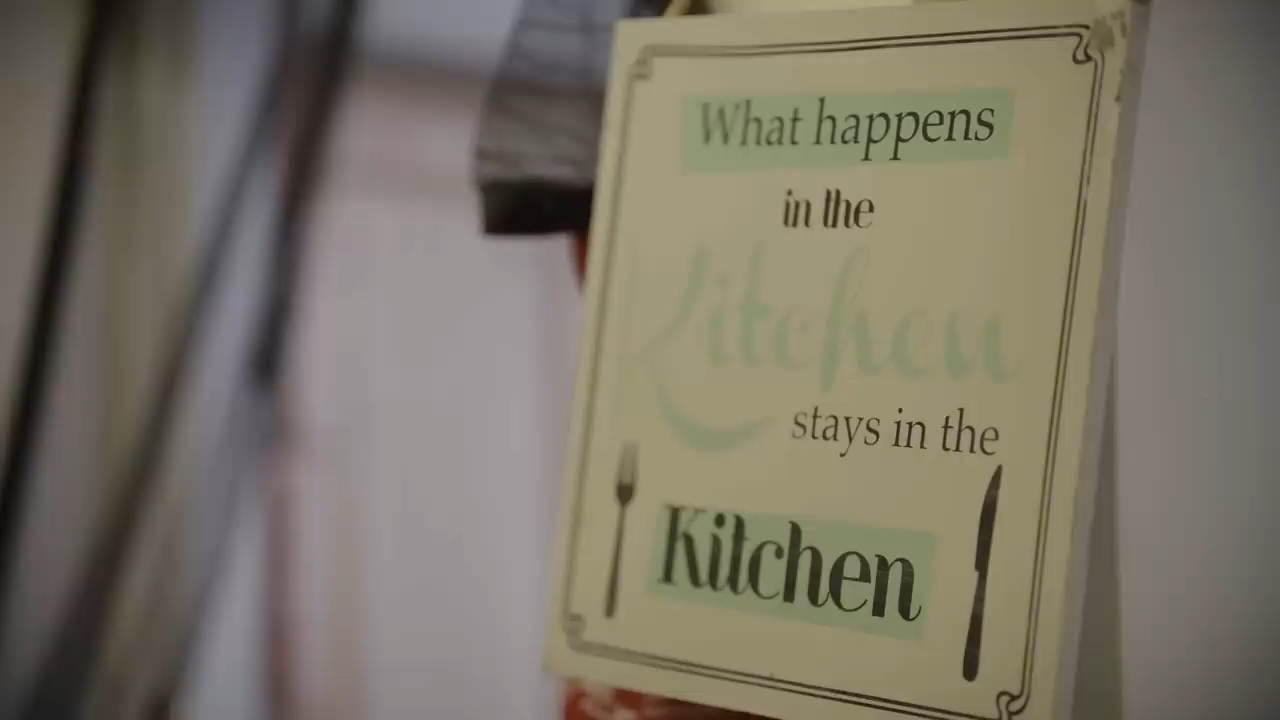 What happens
in the
Kitchen
stays in the
Kitchen